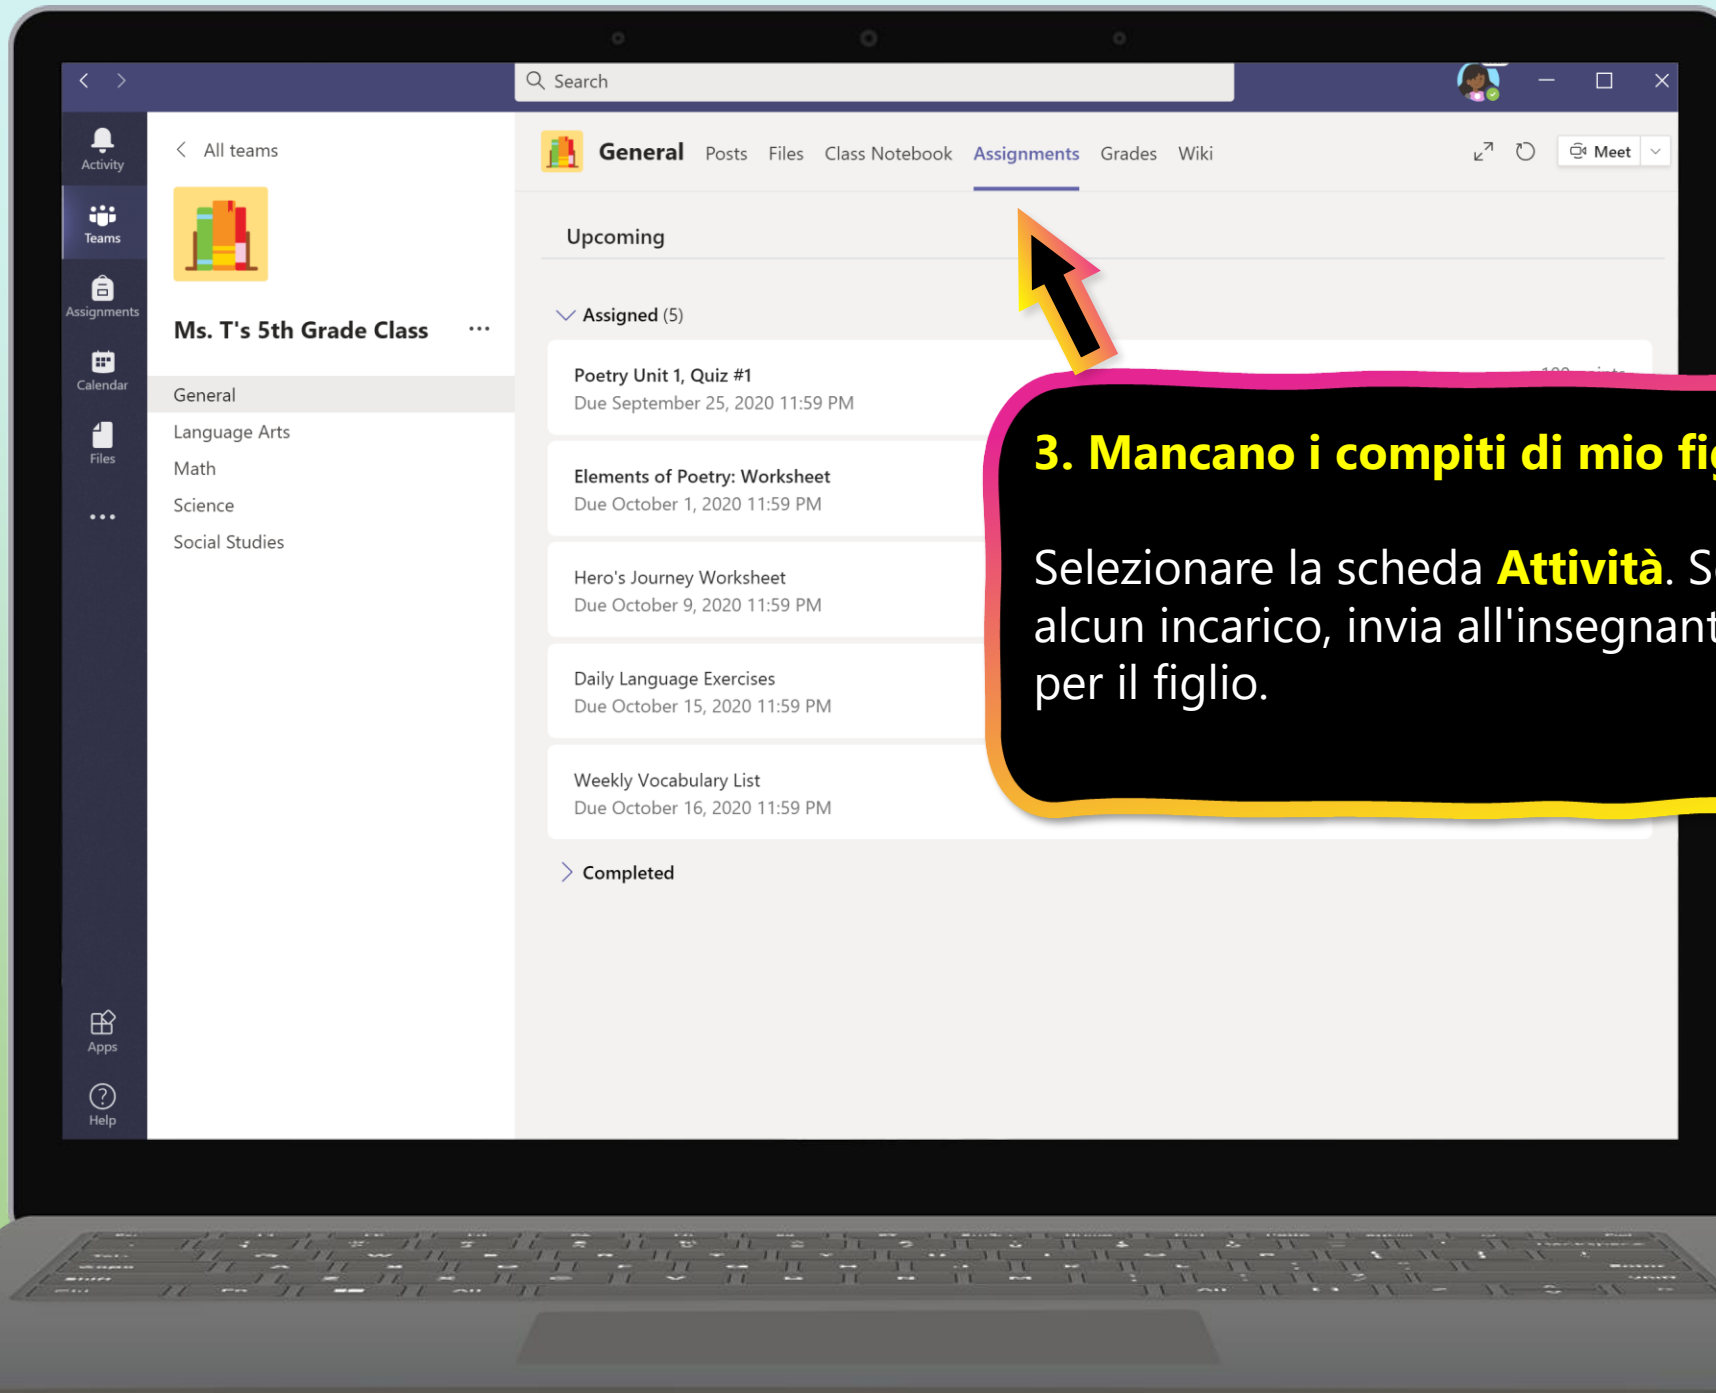 Search
Activity
Teams
Assignments
Calendar
Files
Apps
Help
All teams
Ms. T's 5th Grade Class
General
Language Arts
Math
Science
Social Studies
General Posts Files Class Notebook Assignments Grades Wiki
Meet
Upcoming
Assigned (5)
Poetry Unit 1, Quiz #1
Due September 25, 2020 11:59 PM
Elements of Poetry: Worksheet
Due October 1, 2020 11:59 PM
Hero's Journey Worksheet
Due October 9, 2020 11:59 PM
Daily Language Exercises
Due October 15, 2020 11:59 PM
Weekly Vocabulary List
Due October 16, 2020 11:59 PM
Completed
3. Mancano i compiti di mio
Selezionare la scheda Attività.
alcun incarico, invia
per il figlio.